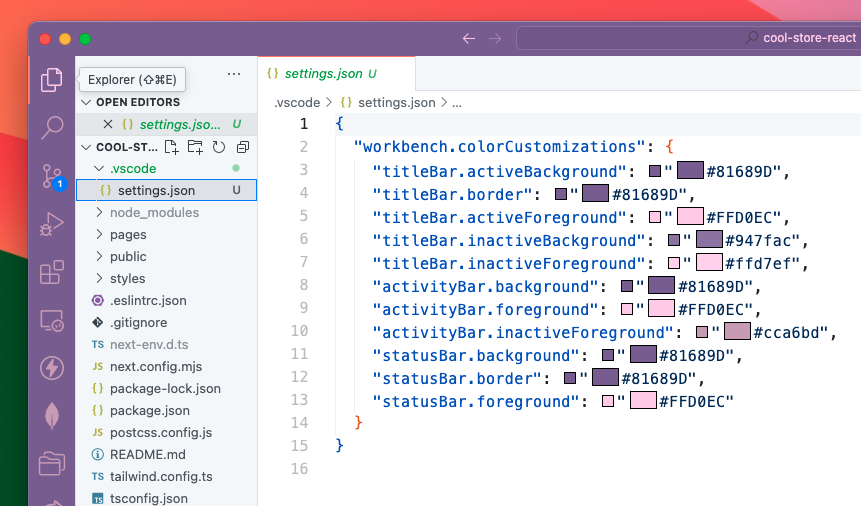 cool-store-react
Explorer (⇧⌘E)
...
OPEN EDITORS
{} settings.jso... U
COOL-ST...
.vscode
{} settings.json U
node_modules
pages
public
styles
.eslintrc.json
.gitignore
TS next-env.d.ts
JS next.config.mjs
{} package-lock.json
{} package.json
JS postcss.config.js
README.md
TS tailwind.config.ts
TS tsconfig.json
1
{} settings.json U
.vscode > {} settings.json > ...
1 {
2 "workbench.colorCustomizations": {
3 "titleBar.activeBackground": "#81689D",
4 "titleBar.border": "#81689D",
5 "titleBar.activeForeground": "#FFD0EC",
6 "titleBar.inactiveBackground": "#947fac",
7 "titleBar.inactiveForeground": "#ffd7ef",
8 "activityBar.background": "#81689D",
9 "activityBar.foreground": "#FFD0EC",
10 "activityBar.inactiveForeground": "#cca6bd",
11 "statusBar.background": "#81689D",
12 "statusBar.border": "#81689D",
13 "statusBar.foreground": "#FFD0EC"
14 }
15 }
16